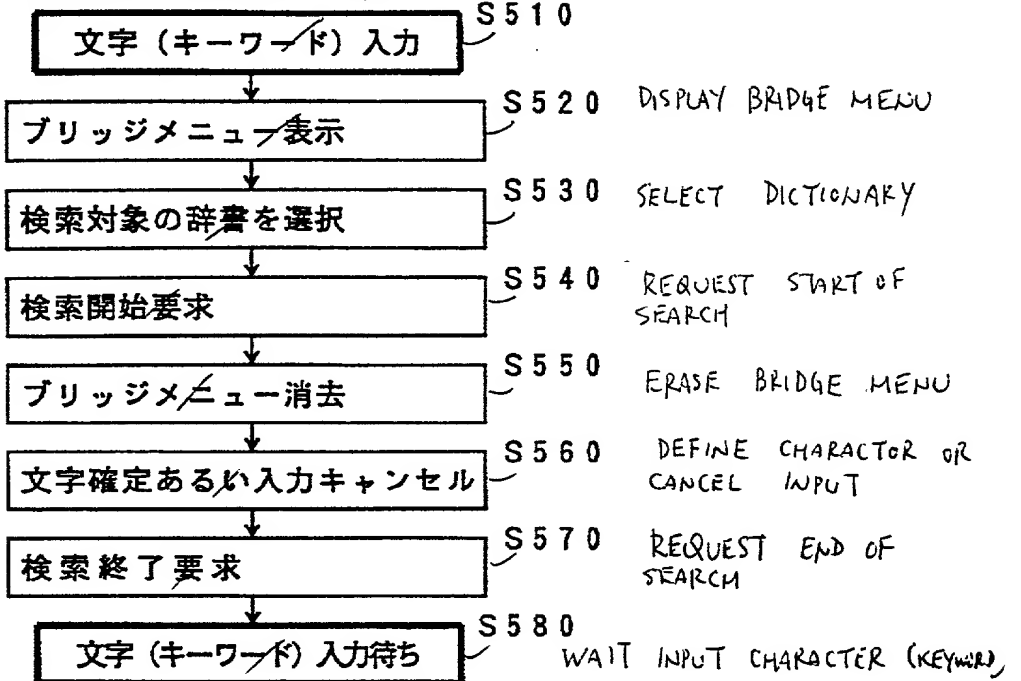 S510
文字(キーワード)入力
S520 DISPLAY BRIDGE MENU
ブリッジメニュー表示
S530 SELECT DICTIONARY
検索対象の辞書を選択
S540 REQUEST START OF
SEARCH
検索開始要求
S550 ERASE BRIDGE MENU
ブリッジメニュー消去
S560 DEFINE CHARACTOR OR
CANCEL INPUT
文字確定あるい入力キャンセル
S570 REQUEST END OF
SEARCH
検索終了要求
S580
文字(キーワード)入力待ち
WAIT INPUT CHARACTER (KEYWORD)